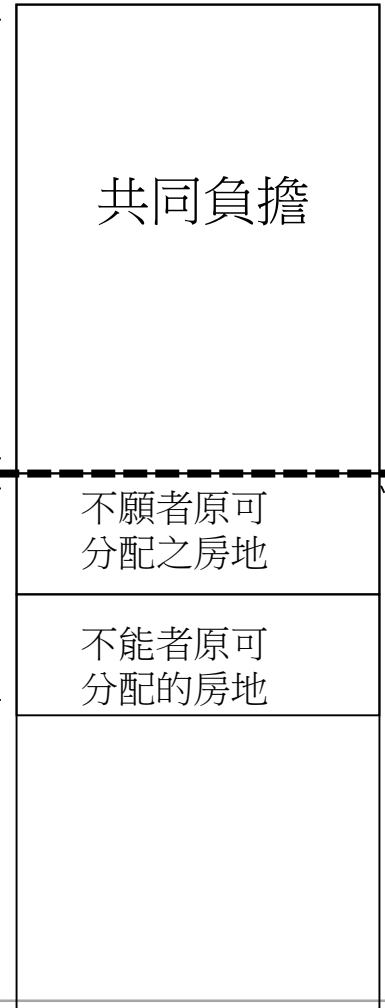 共同負擔
不願者原可
分配之房地
不能者原可
分配的房地